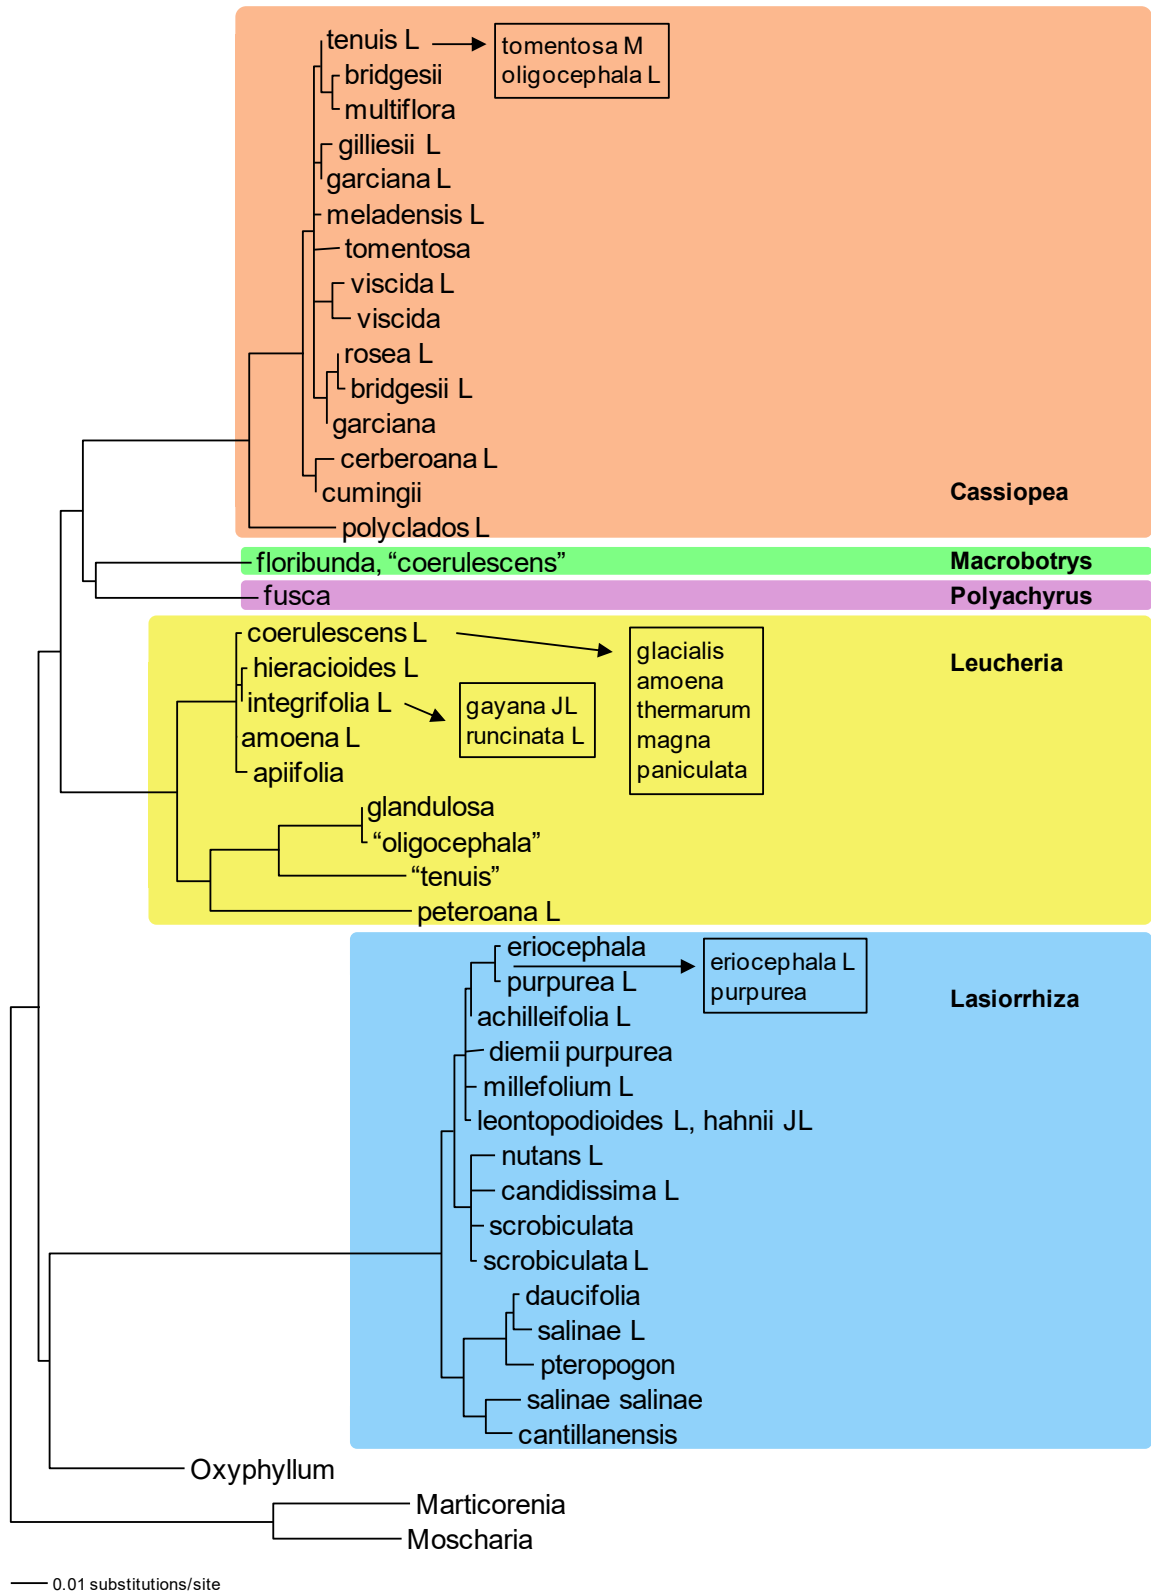 tenuis L
tomentosa M
oligocephala L
bridgesii
multiflora
gilliesii L
garciana L
meladensis L
tomentosa
viscida L
viscida
rosea L
bridgesii L
garciana
cerberoana L
cumingii
Cassiopea
polyclados L
floribunda, “coerulescens”
Macrobotrys
fusca
Polyachyrus
coerulescens L
hieracioides L
integrifolia L
amoena L
apiifolia
gayana JL
runcinata L
glacialis
amoena
thermarum
magna
paniculata
Leucheria
glandulosa
“oligocephala”
“tenuis”
peteroana L
eriocephala
purpurea L
eriocephala L
purpurea
Lasiorrhiza
achilleifolia L
diemii purpurea
millefolium L
leontopodioides L, hahnii JL
nutans L
candidissima L
scrobiculata
scrobiculata L
daucifolia
salinae L
pteropogon
salinae salinae
cantillanensis
Oxyphyllum
Marticorenia
Moscharia
0.01 substitutions/site